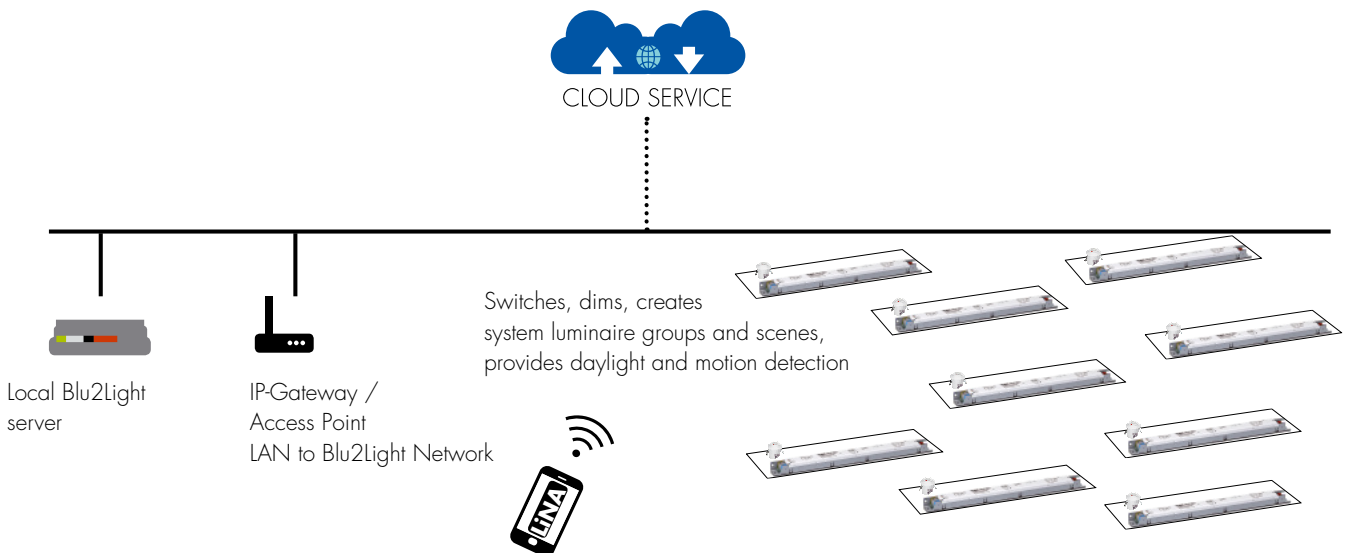 CLOUD SERVICE
Switches, dims, creates
system luminaire groups and scenes,
provides daylight and motion detection
Local Blu2Light
server
IP-Gateway /
Access Point
LAN to Blu2Light Network
LiNA